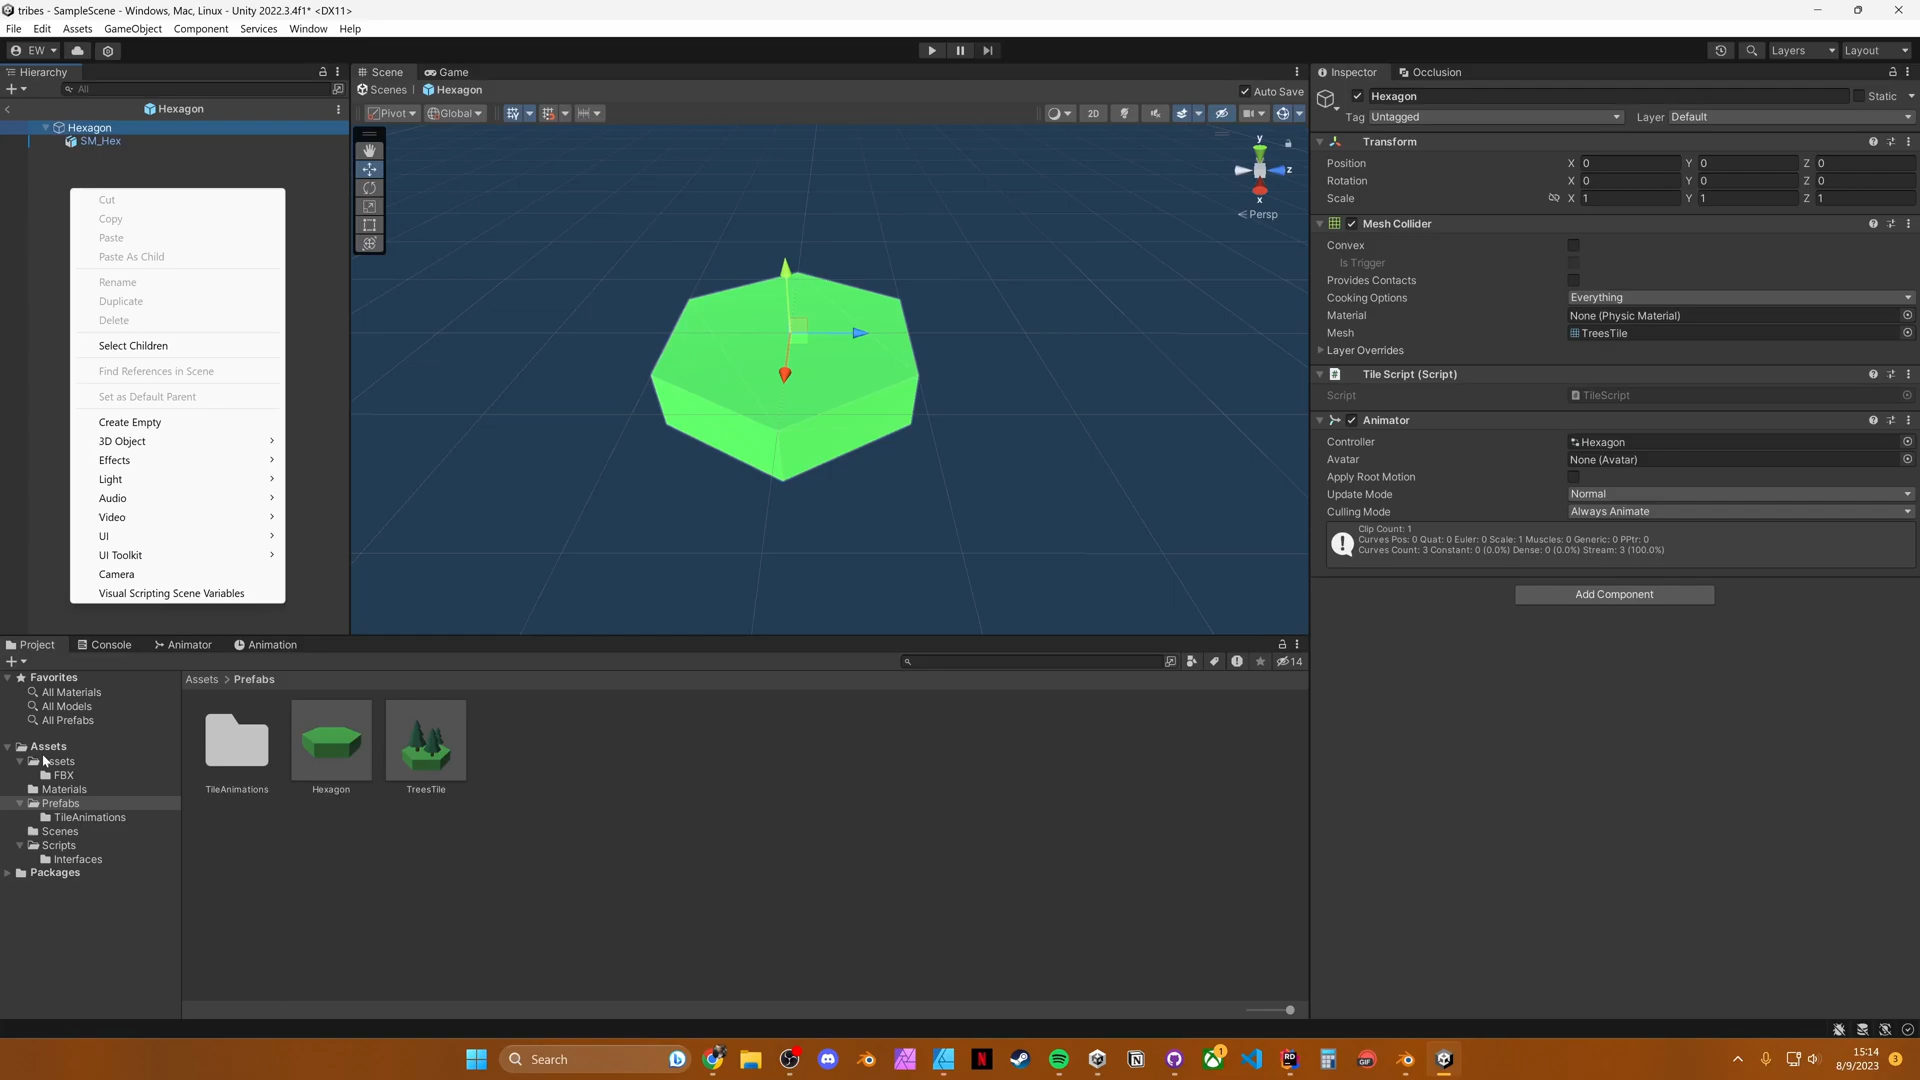 tribes - SampleScene - Windows, Mac, Linux - Unity 2022.3.4f1* <DX11>
File Edit Assets GameObject Component Services Window Help
EW Layers Layout
Hierarchy
All
Hexagon
Hexagon
SM_Hex
Cut
Copy
Paste
Paste As Child
Rename
Duplicate
Delete
Select Children
Find References in Scene
Set as Default Parent
Create Empty
3D Object
Effects
Light
Audio
Video
UI
UI Toolkit
Camera
Visual Scripting Scene Variables
Scene Game
Scenes Hexagon Auto Save
Pivot Global 2D
y
z
x
Persp
Inspector Occlusion
Hexagon Static
Tag Untagged Layer Default
Transform
Position X 0 Y 0 Z 0
Rotation X 0 Y 0 Z 0
Scale X 1 Y 1 Z 1
Mesh Collider
Convex
Is Trigger
Provides Contacts
Cooking Options Everything
Material None (Physic Material)
Mesh TreesTile
Layer Overrides
# Tile Script (Script)
Script TileScript
Animator
Controller Hexagon
Avatar None (Avatar)
Apply Root Motion
Update Mode Normal
Culling Mode Always Animate
Clip Count: 1
Curves Pos: 0 Quat: 0 Euler: 0 Scale: 1 Muscles: 0 Generic: 0 PPtr: 0
Curves Count: 3 Constant: 0 (0.0%) Dense: 0 (0.0%) Stream: 3 (100.0%)
Add Component
Project Console Animator Animation
14
Favorites
All Materials
All Models
All Prefabs
Assets
ssets
FBX
Materials
Prefabs
TileAnimations
Scenes
Scripts
Interfaces
Packages
Assets > Prefabs
TileAnimations Hexagon TreesTile
Search
15:14
8/9/2023
3